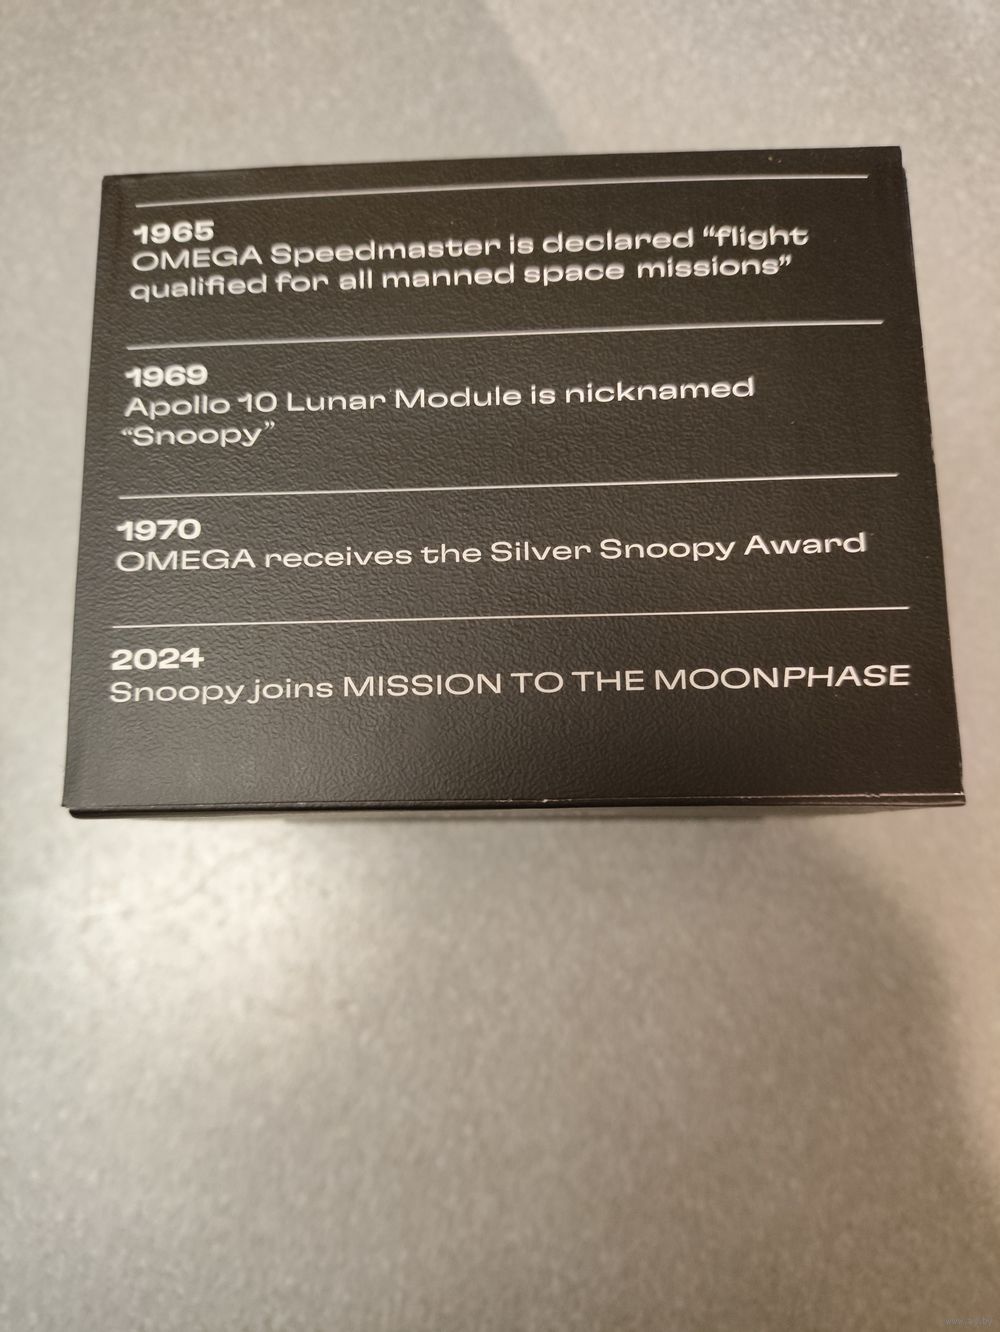 1965
OMEGA Speedmaster is declared “flight
qualified for all manned space missions”
1969
Apollo 10 Lunar Module is nicknamed
“Snoopy”
1970
OMEGA receives the Silver Snoopy Award
2024
Snoopy joins MISSION TO THE MOONPHASE